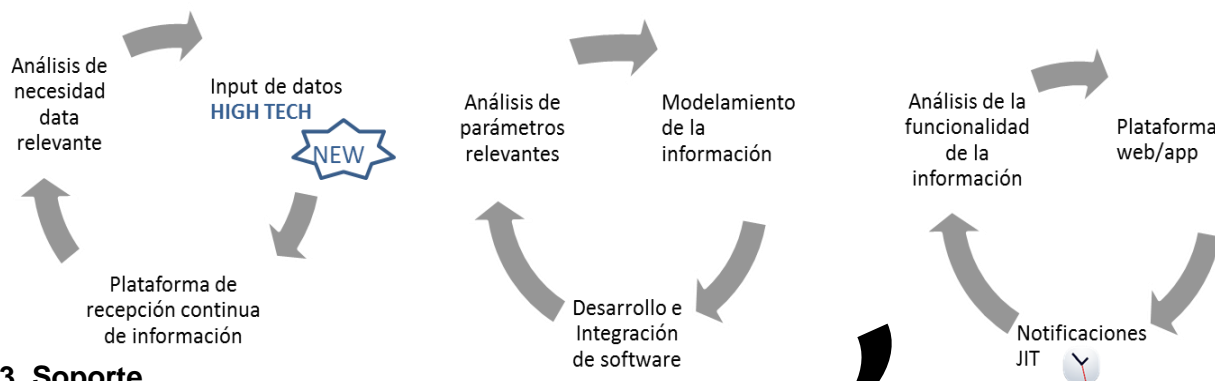 Análisis de
necesidad
data
relevante
Input de datos
HIGH TECH
NEW
Plataforma de
recepción continua
de información
Análisis de
parámetros
relevantes
Modelamiento
de la
información
Desarrollo e
Integración
de software
Análisis de la
funcionalidad
de la
información
Plataforma
web/app
Notificaciones
JIT
3. Soporte